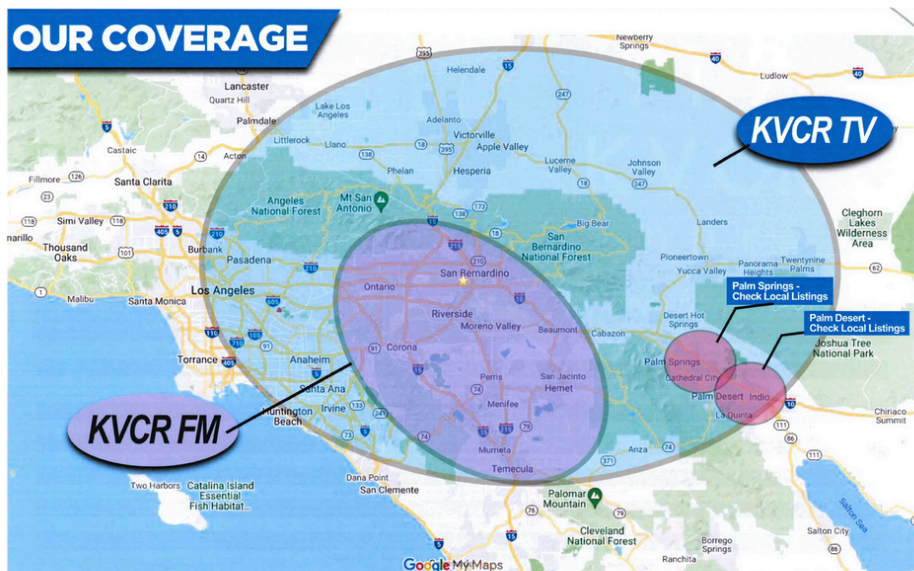 OUR COVERAGE
KVCR TV
KVCR FM
Palm Springs -
Check Local Listings
Palm Desert -
Check Local Listings
Newberry
Springs
Ludlow
Helendale
Lancaster
Quartz Hill
Palmdale
Lake Los
Angeles
Adelanto
Victorville
Apple Valley
Littlerock
Llano
Castaic
Acton
Phelan
Hesperia
Lucerne
Valley
Johnson
Valley
Fillmore
Santa Clarita
Angeles
National Forest
Mt San
Antonio
Big Bear
Landers
Simi Valley
Thousand
Oaks
Burbank
Pasadena
San
Bernardino
National Forest
Pioneertown
Yucca Valley
Panorama
Heights
Twentynine
Palms
Cleghorn
Lakes
Wilderness
Area
Malibu
Santa Monica
Los Angeles
Ontario
San Bernardino
Riverside
Moreno Valley
Beaumont
Cabazon
Desert Hot
Springs
Joshua Tree
National Park
Torrance
Anaheim
Corona
Santa Ana
Perris
San Jacinto
Hemet
Palm Springs
Cathedral City
Palm Desert
Indio
La Quinta
Huntington
Beach
Irvine
Menifee
Chiriaco
Summit
Murrieta
Temecula
Anza
Dana Point
San Clemente
Two Harbors
Catalina Island
Essential
Fish Habitat...
Palomar
Mountain
Cleveland
National Forest
Borrego
Springs
Ranchita
Salton City
Salton Sea
Google My Maps